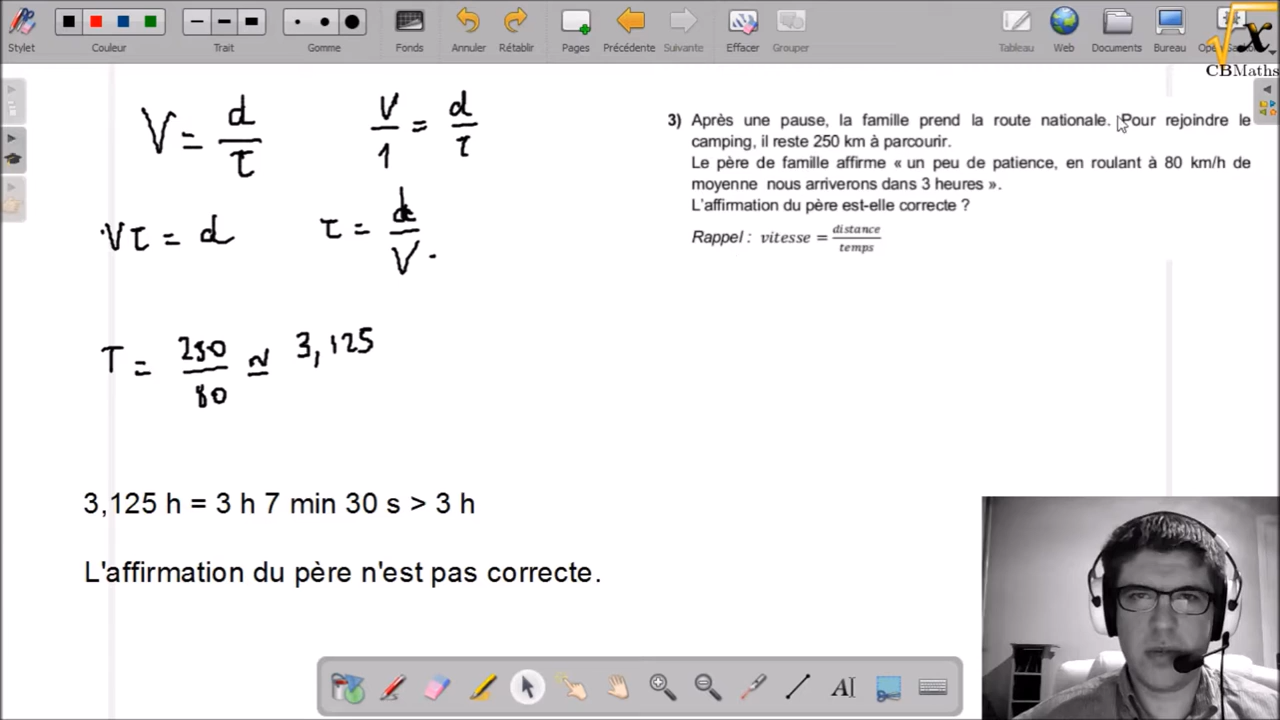 Stylet
Couleur
Trait
Gomme
Fonds
Annuler
Rétablir
Pages
Précédente
Suivante
Effacer
Grouper
Tableau
Web
Documents
Bureau
√x
CBMaths
V = d/τ
V/1 = d/τ
Vτ = d
τ = d/V
T = 250/80 ≃ 3,125
3,125 h = 3 h 7 min 30 s > 3 h
L'affirmation du père n'est pas correcte.
3) Après une pause, la famille prend la route nationale. Pour rejoindre le
camping, il reste 250 km à parcourir.
Le père de famille affirme « un peu de patience, en roulant à 80 km/h de
moyenne nous arriverons dans 3 heures ».
L'affirmation du père est-elle correcte ?
Rappel : vitesse = distance/temps
AI